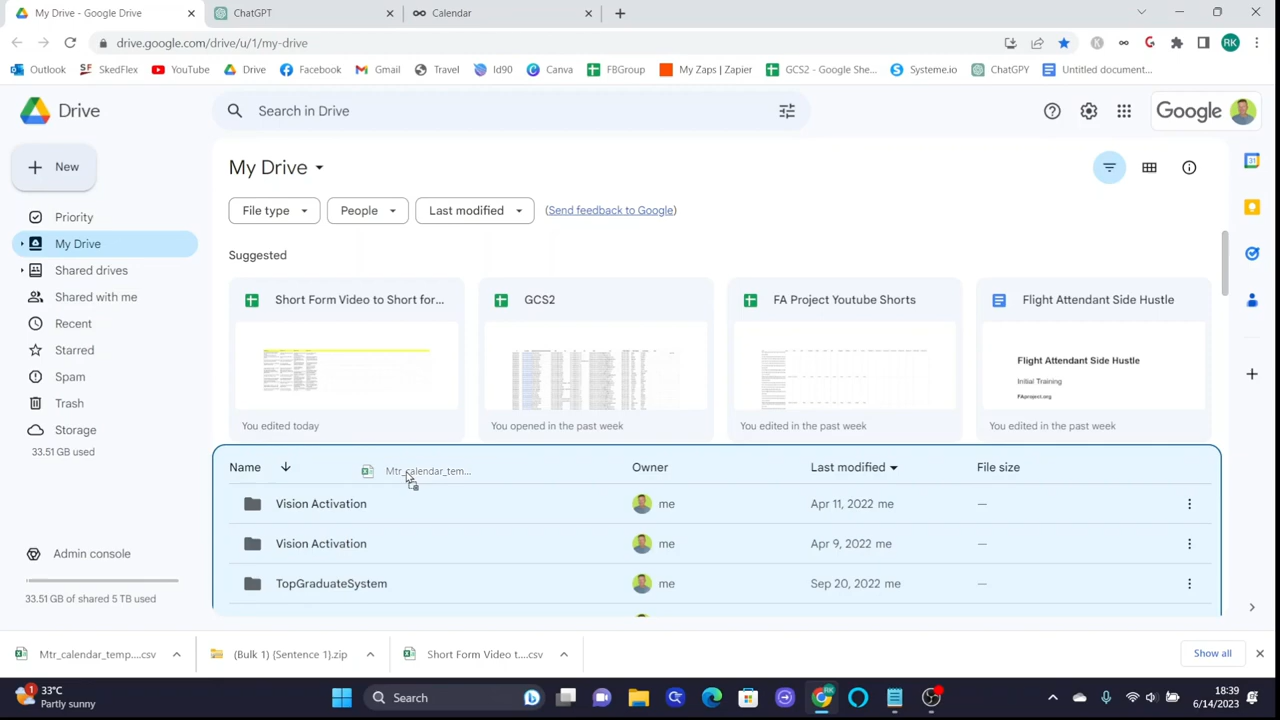 My Drive - Google Drive
ChatGPT
Calendar
drive.google.com/drive/u/1/my-drive
RK
Outlook
SkedFlex
YouTube
Drive
Facebook
Gmail
Travel
Id90
Canva
FBGroup
My Zaps | Zapier
GCS2 - Google She...
Systeme.io
ChatGPY
Untitled document...
Drive
Search in Drive
Google
New
My Drive
File type
People
Last modified
(Send feedback to Google)
Priority
My Drive
Shared drives
Shared with me
Recent
Starred
Spam
Trash
Storage
33.51 GB used
Admin console
33.51 GB of shared 5 TB used
Suggested
Short Form Video to Short for...
You edited today
GCS2
You opened in the past week
FA Project Youtube Shorts
You edited in the past week
Flight Attendant Side Hustle
Flight Attendant Side Hustle
Initial Training
FAproject.org
You edited in the past week
Name
Mtr_calendar_tem...
Owner
Last modified
File size
Vision Activation
me
Apr 11, 2022 me
—
Vision Activation
me
Apr 9, 2022 me
—
TopGraduateSystem
me
Sep 20, 2022 me
—
Mtr_calendar_temp....csv
(Bulk 1) {Sentence 1}.zip
Short Form Video t....csv
Show all
1
33°C
Partly sunny
Search
RK
18:39
6/14/2023